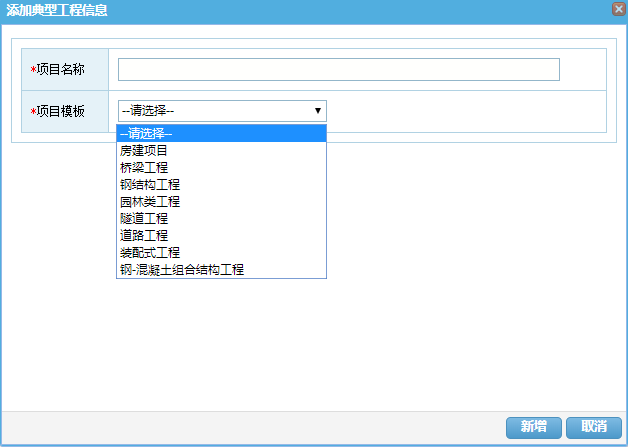 添加典型工程信息
*项目名称
*项目模板 --请选择--
--请选择--
房建项目
桥梁工程
钢结构工程
园林类工程
隧道工程
道路工程
装配式工程
钢-混凝土组合结构工程
新增 取消